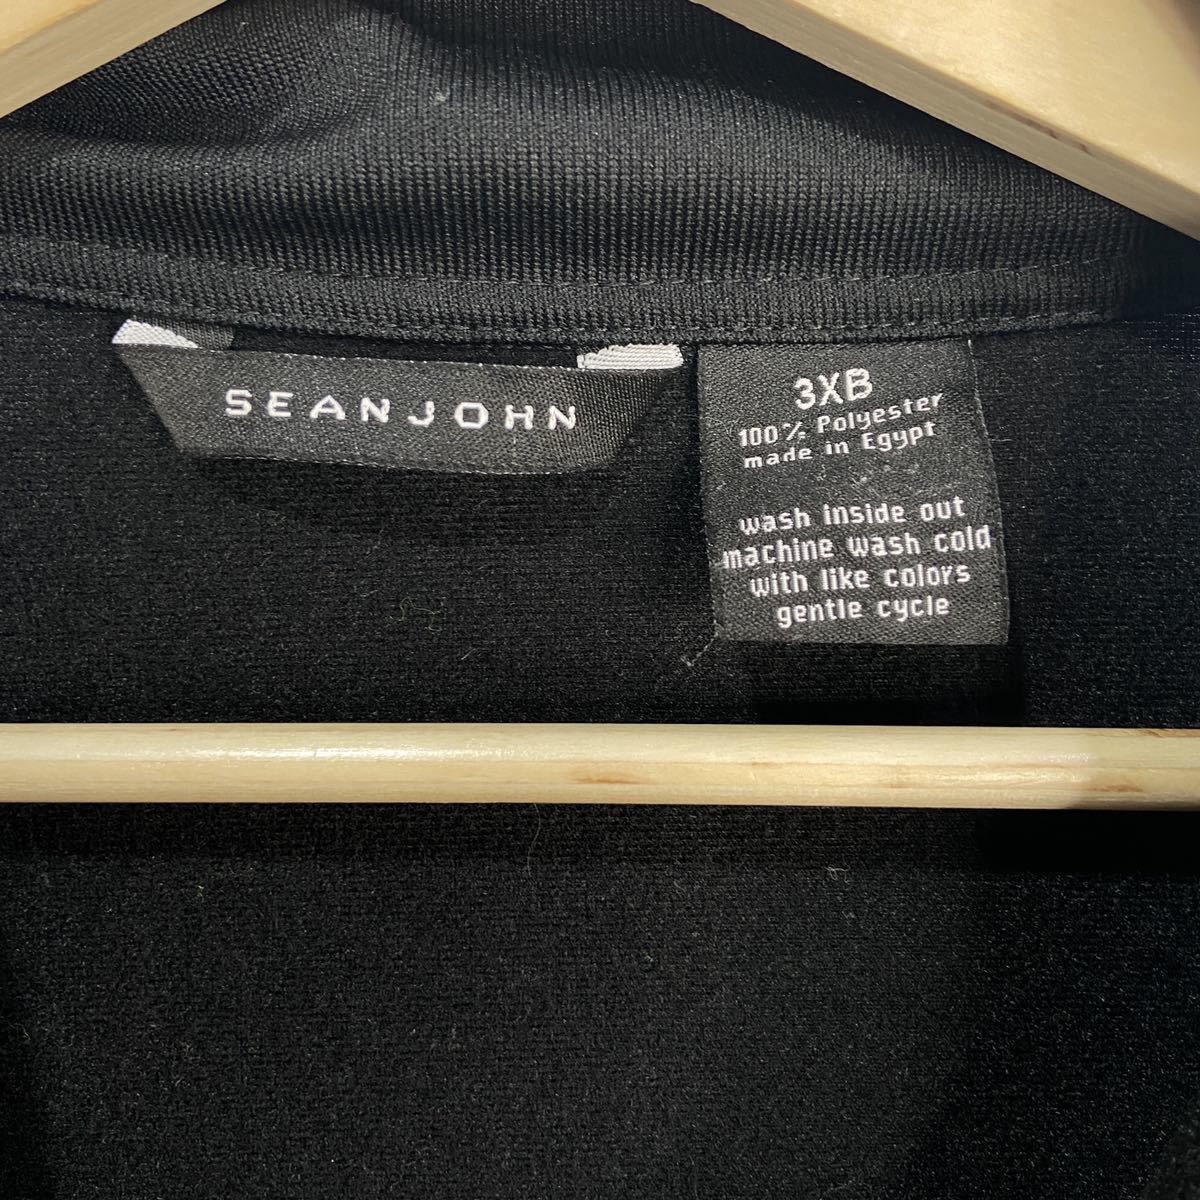 SEANJOHN
3XB
100% Polyester
made in Egypt
wash inside out
machine wash cold
with like colors
gentle cycle